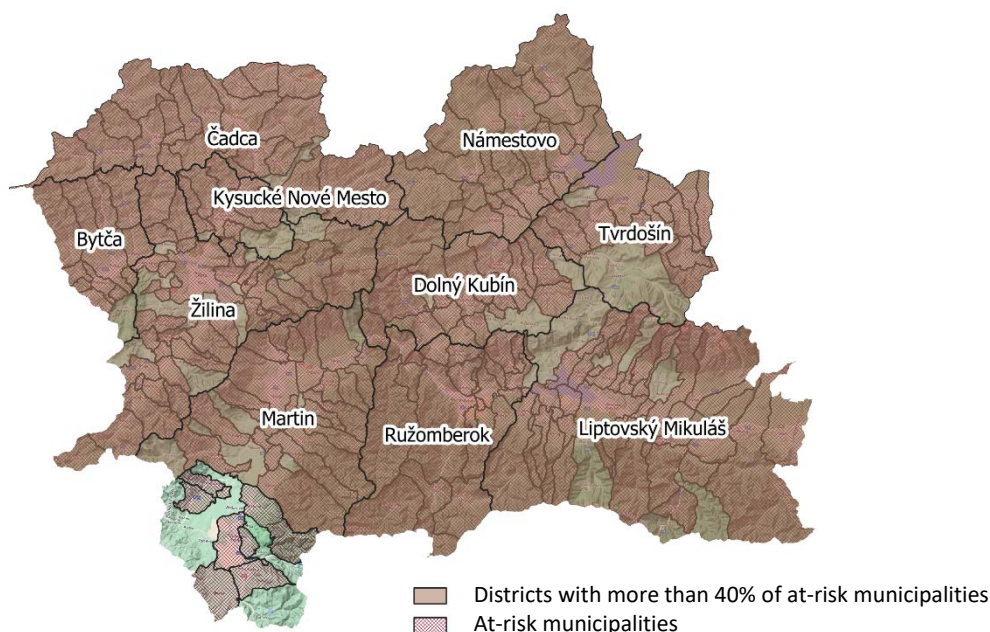 Čadca
Námestovo
Kysucké Nové Mesto
Bytča
Tvrdošín
Dolný Kubín
Žilina
Martin
Ružomberok
Liptovský Mikuláš
Districts with more than 40% of at-risk municipalities
At-risk municipalities